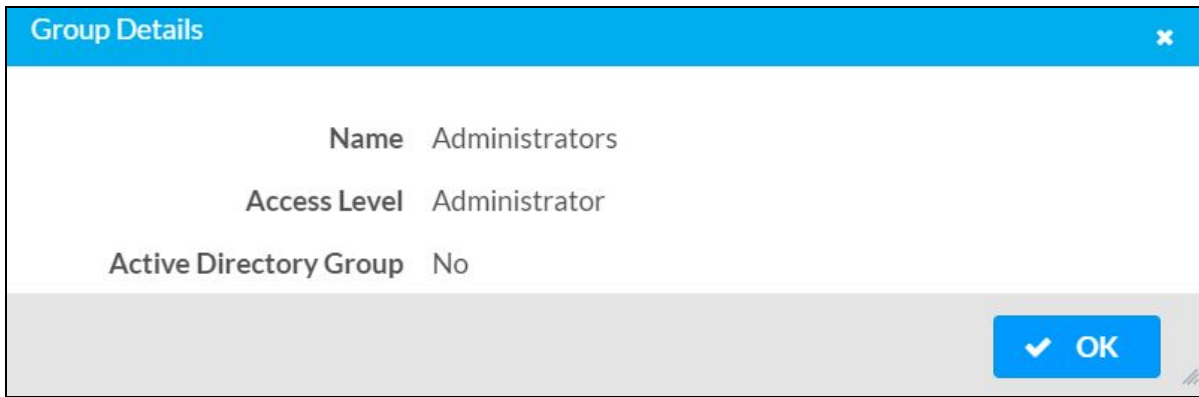 Group Details
Name Administrators
Access Level Administrator
Active Directory Group No
OK